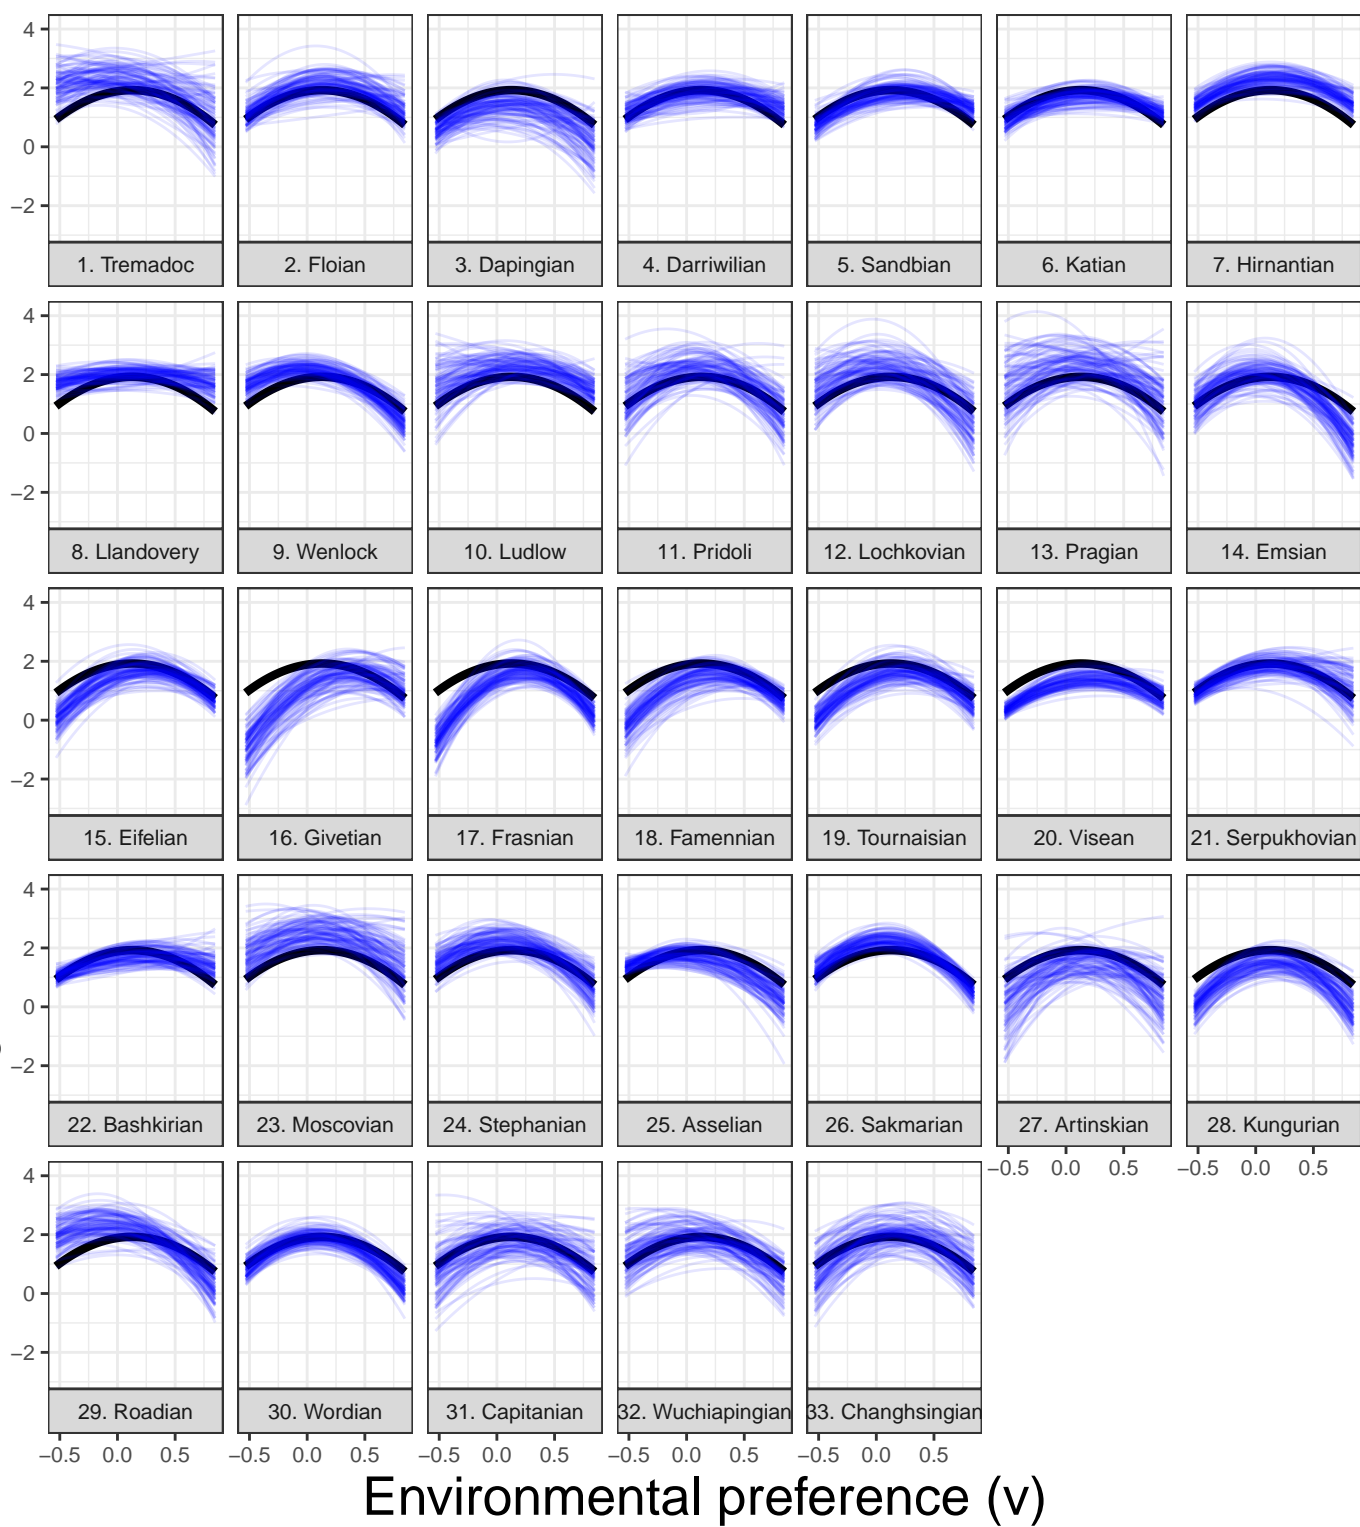 4
2
0
−2
1. Tremadoc 2. Floian 3. Dapingian 4. Darriwilian 5. Sandbian 6. Katian 7. Hirnantian
4
2
0
−2
8. Llandovery 9. Wenlock 10. Ludlow 11. Pridoli 12. Lochkovian 13. Pragian 14. Emsian
4
2
0
−2
15. Eifelian 16. Givetian 17. Frasnian 18. Famennian 19. Tournaisian 20. Visean 21. Serpukhovian
4
2
0
−2
22. Bashkirian 23. Moscovian 24. Stephanian 25. Asselian 26. Sakmarian 27. Artinskian 28. Kungurian
−0.5 0.0 0.5 −0.5 0.0 0.5
4
2
0
−2
29. Roadian 30. Wordian 31. Capitanian 32. Wuchiapingian 33. Changhsingian
−0.5 0.0 0.5 −0.5 0.0 0.5 −0.5 0.0 0.5 −0.5 0.0 0.5 −0.5 0.0 0.5
Environmental preference (v)